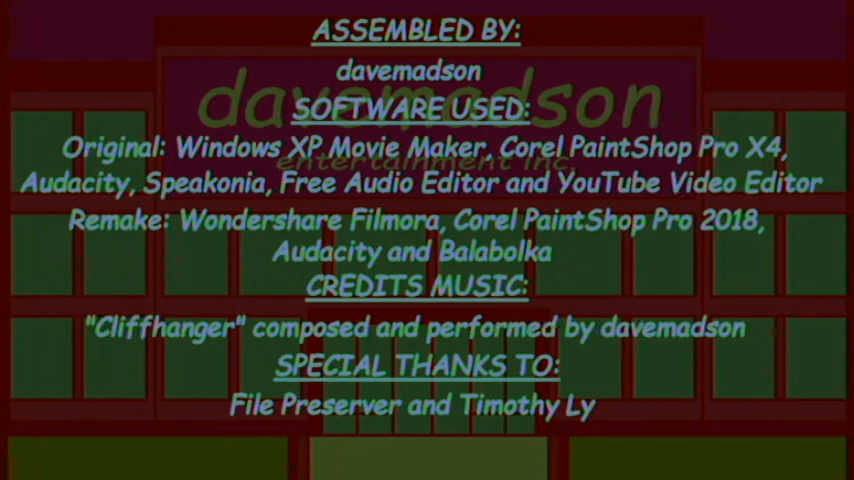 ASSEMBLED BY:
davemadson
davemadson
SOFTWARE USED:
Original: Windows XP Movie Maker, Corel PaintShop Pro X4,
entertainment inc.
Audacity, Speakonia, Free Audio Editor and YouTube Video Editor
Remake: Wondershare Filmora, Corel PaintShop Pro 2018,
Audacity and Balabolka
CREDITS MUSIC:
"Cliffhanger" composed and performed by davemadson
SPECIAL THANKS TO:
File Preserver and Timothy Ly